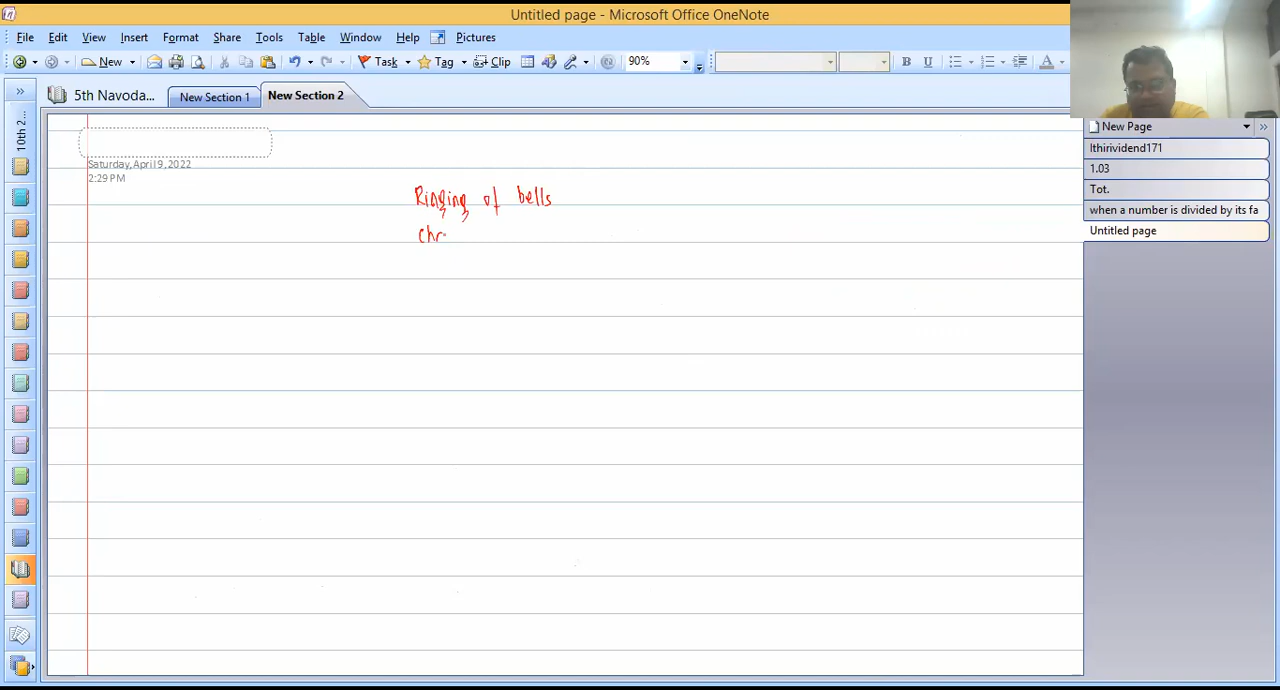 Untitled page - Microsoft Office OneNote
File Edit View Insert Format Share Tools Table Window Help Pictures
New Task Tag Clip 90% B U A
5th Navoda... New Section 1 New Section 2
10th 2...
New Page
lthirividend171
1.03
Tot.
when a number is divided by its fa
Untitled page
Saturday, April 9, 2022
2:29 PM
Ringing of bells
chr